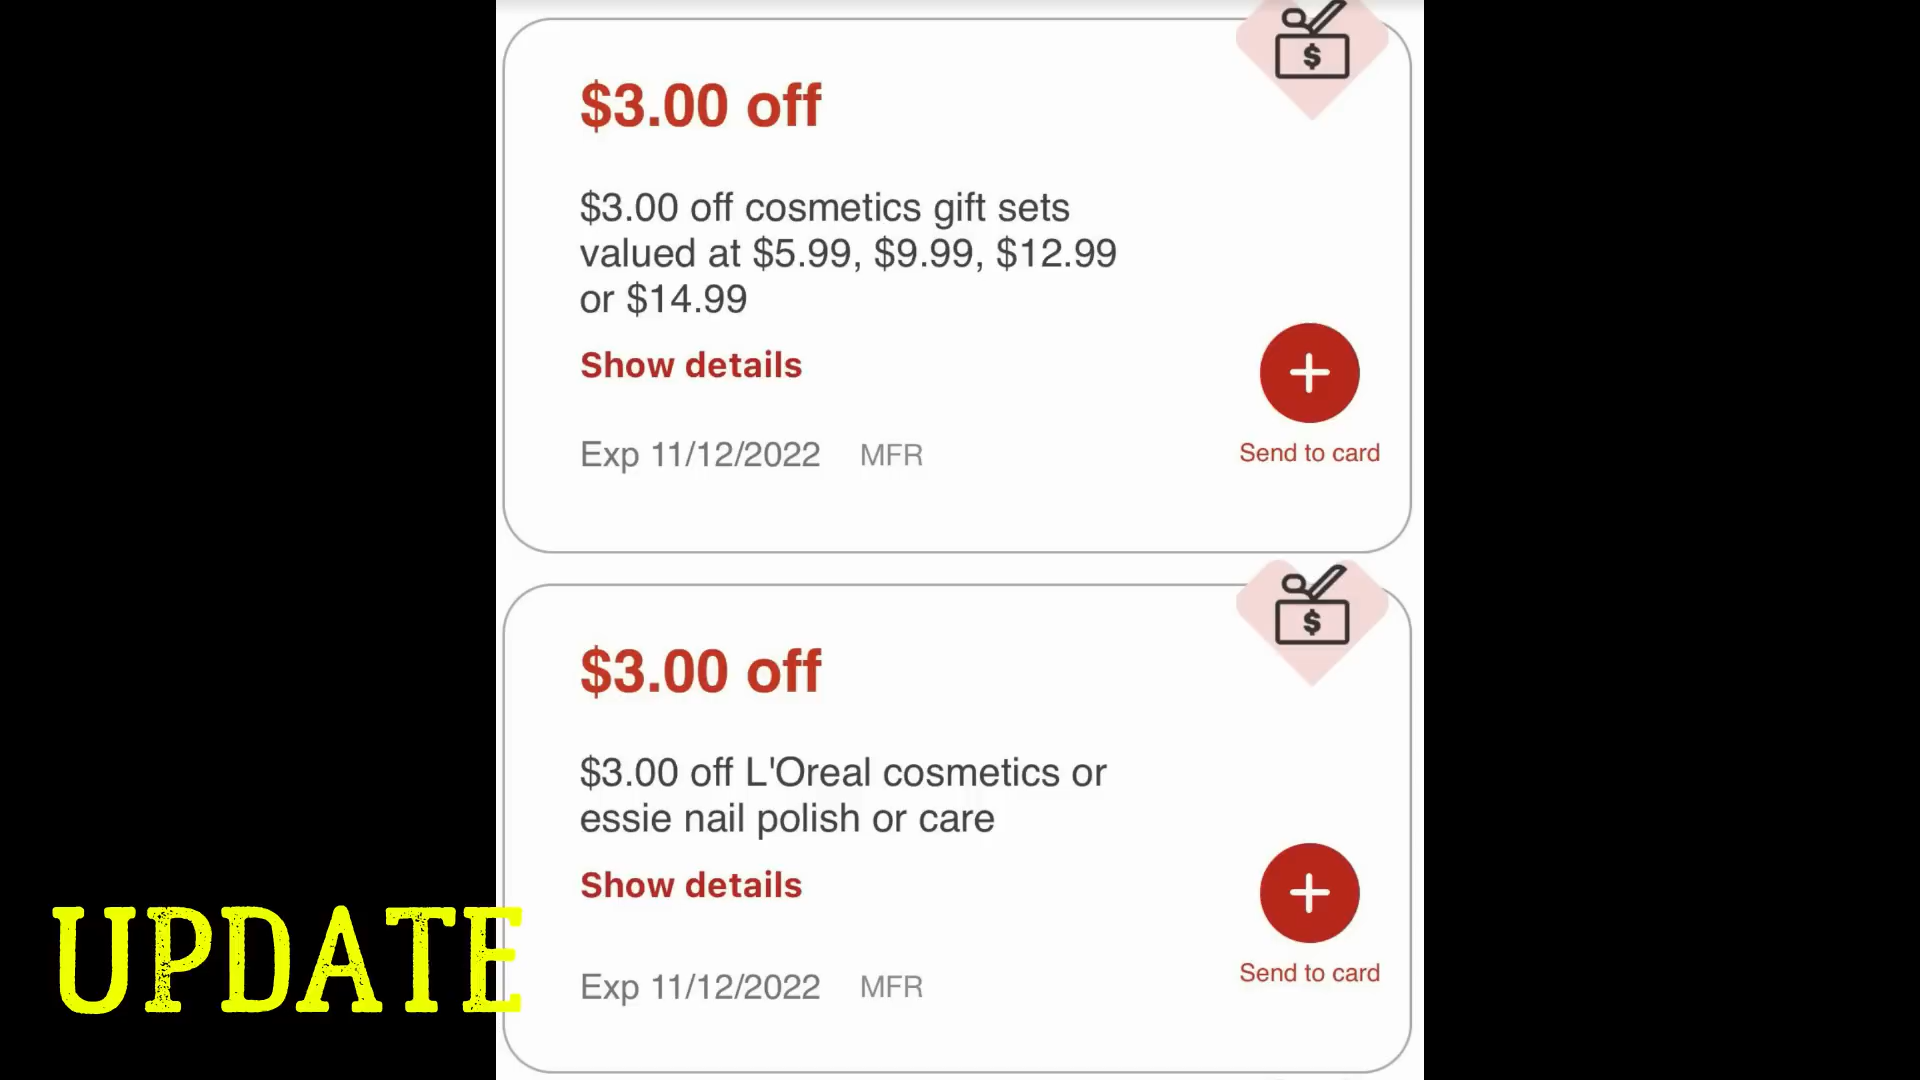 $
$3.00 off
$3.00 off cosmetics gift sets
valued at $5.99, $9.99, $12.99
or $14.99
Show details
Exp 11/12/2022 MFR
Send to card
$
$3.00 off
$3.00 off L'Oreal cosmetics or
essie nail polish or care
Show details
Exp 11/12/2022 MFR
Send to card
UPDATE